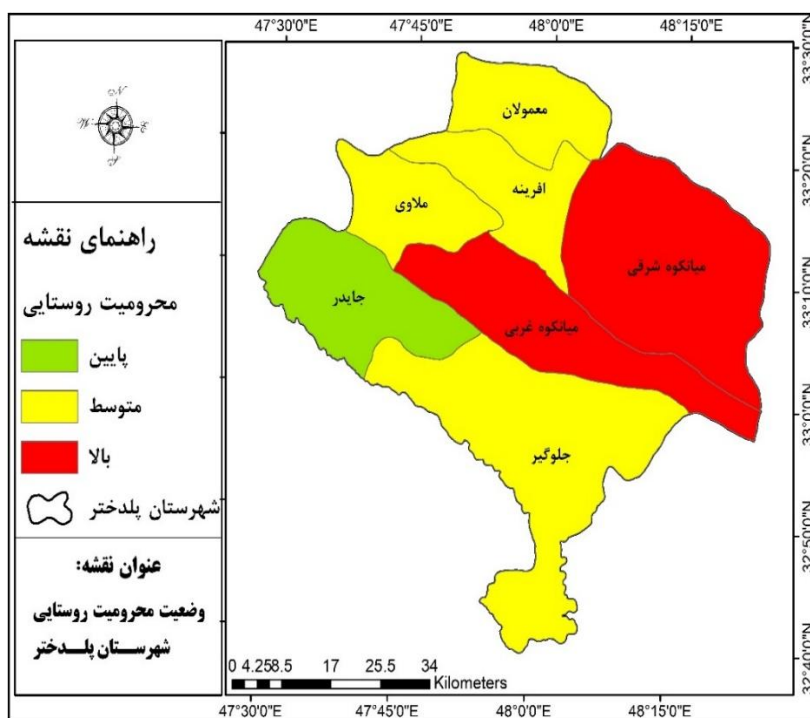 47°30'0"E 47°45'0"E 48°0'0"E 48°15'0"E
N
W E
S
راهنمای نقشه
محرومیت روستایی
پایین
متوسط
بالا
شهرستان پلدختر
عنوان نقشه:
وضعیت محرومیت روستایی
شهرستان پلدختر
معمولان
افرینه
ملاوی
میانکوه شرقی
جایدر
میانکوه غربی
جلوگیر
33°30'0"N
33°20'0"N
33°10'0"N
33°0'0"N
32°50'0"N
32°40'0"N
0 4.25 8.5 17 25.5 34
Kilometers
47°30'0"E 47°45'0"E 48°0'0"E 48°15'0"E